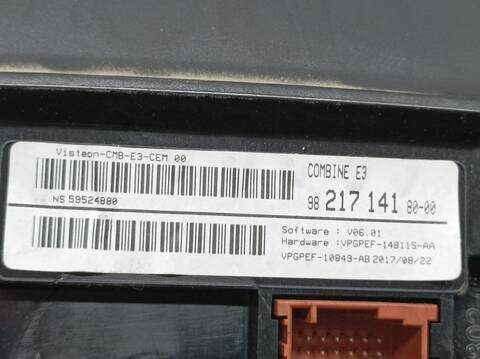 Visteon-CMB-E3-CEM 00
COMBINE E3
NS 59524880
98 217 141 80-00
Software : V06.01
Hardware :VPGPEF-14B115-AA
VPGPEF-10849-AB 2017/08/22